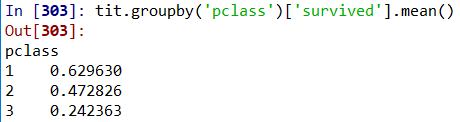 In [303]: tit.groupby('pclass')['survived'].mean()
Out[303]:
pclass
1    0.629630
2    0.472826
3    0.242363